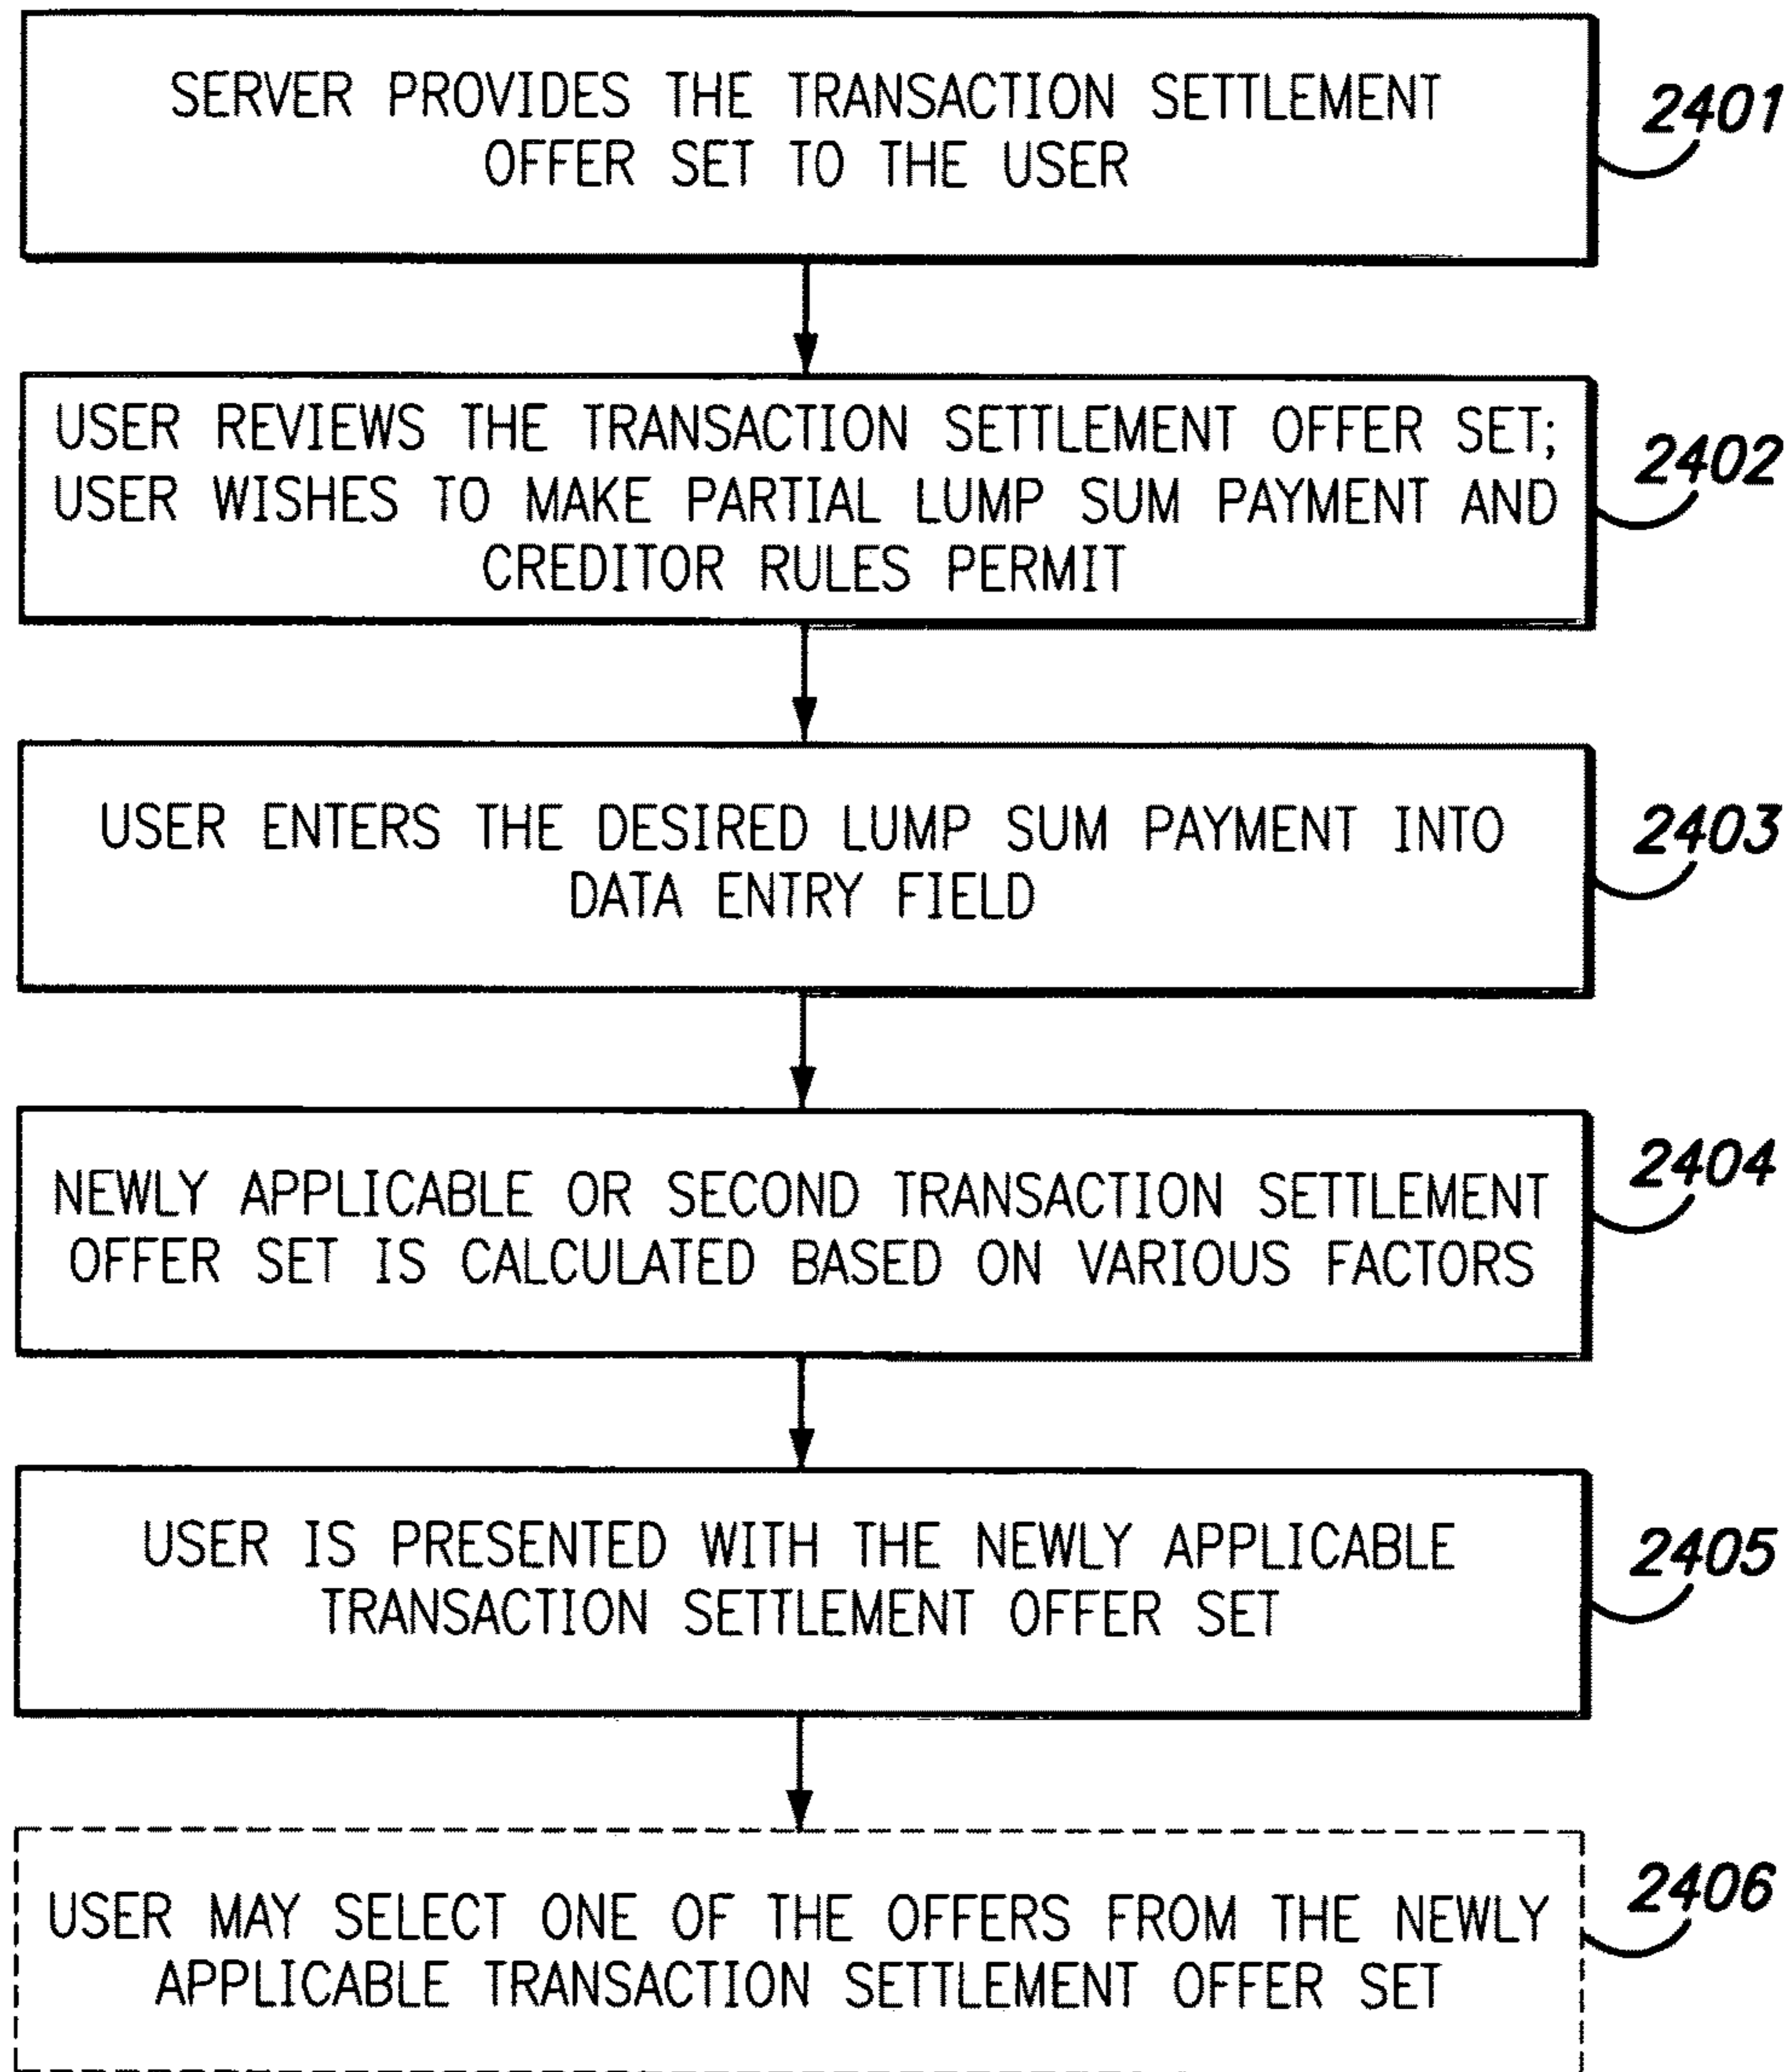 SERVER PROVIDES THE TRANSACTION SETTLEMENT
OFFER SET TO THE USER
2401
USER REVIEWS THE TRANSACTION SETTLEMENT OFFER SET;
USER WISHES TO MAKE PARTIAL LUMP SUM PAYMENT AND
CREDITOR RULES PERMIT
2402
USER ENTERS THE DESIRED LUMP SUM PAYMENT INTO
DATA ENTRY FIELD
2403
NEWLY APPLICABLE OR SECOND TRANSACTION SETTLEMENT
OFFER SET IS CALCULATED BASED ON VARIOUS FACTORS
2404
USER IS PRESENTED WITH THE NEWLY APPLICABLE
TRANSACTION SETTLEMENT OFFER SET
2405
USER MAY SELECT ONE OF THE OFFERS FROM THE NEWLY
APPLICABLE TRANSACTION SETTLEMENT OFFER SET
2406